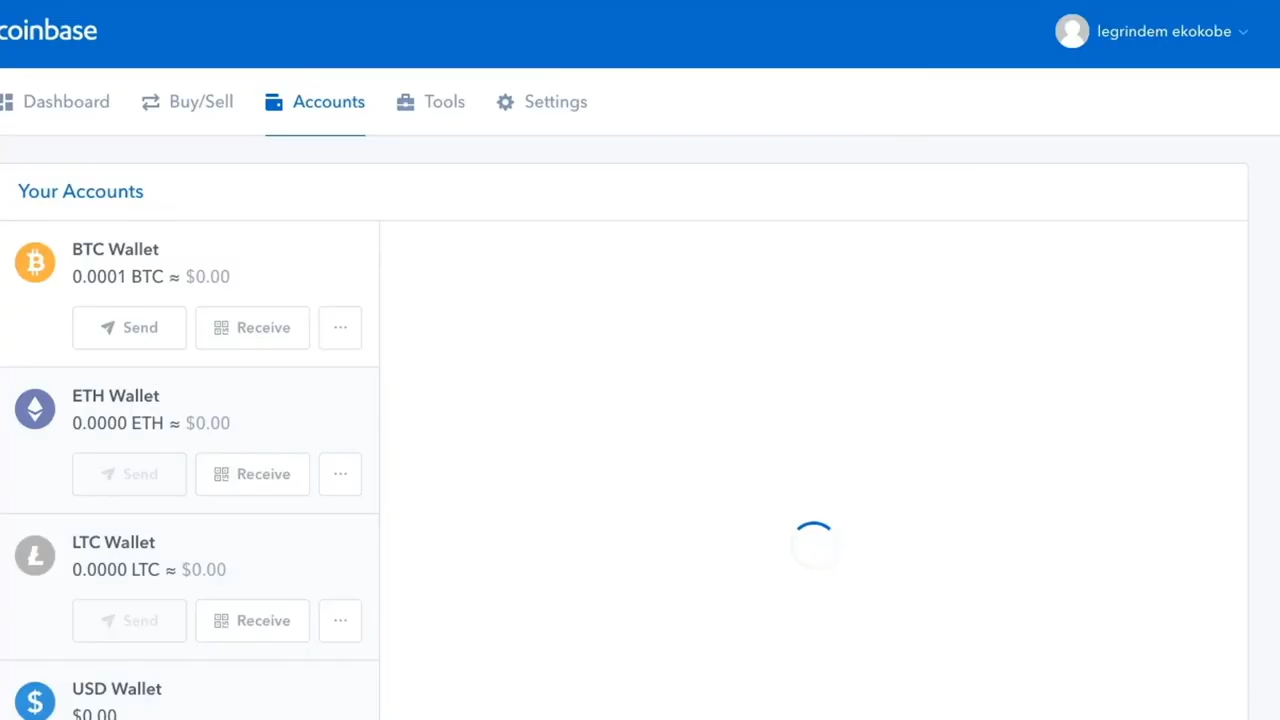 coinbase
legrindem ekokobe
Dashboard Buy/Sell Accounts Tools Settings
Your Accounts
BTC Wallet
0.0001 BTC ≈ $0.00
Send Receive ...
ETH Wallet
0.0000 ETH ≈ $0.00
Send Receive ...
LTC Wallet
0.0000 LTC ≈ $0.00
Send Receive ...
USD Wallet
$0.00